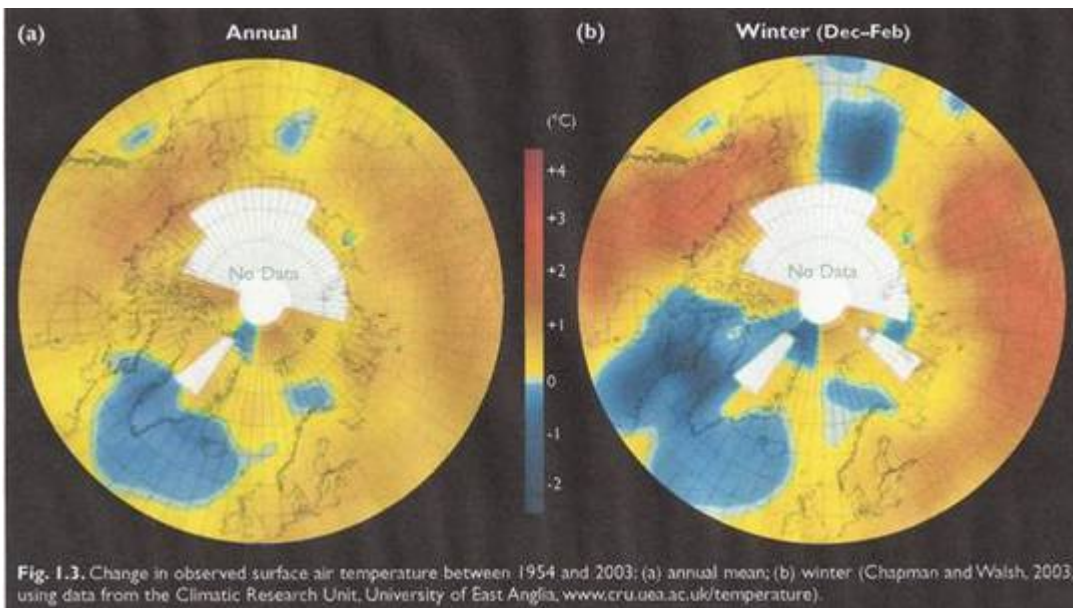 (a) Annual
(b) Winter (Dec–Feb)
(°C)
+4
+3
+2
+1
0
-1
-2
No Data
No Data
Fig. 1.3. Change in observed surface air temperature between 1954 and 2003: (a) annual mean; (b) winter (Chapman and Walsh, 2003
using data from the Climatic Research Unit, University of East Anglia, www.cru.uea.ac.uk/temperature).